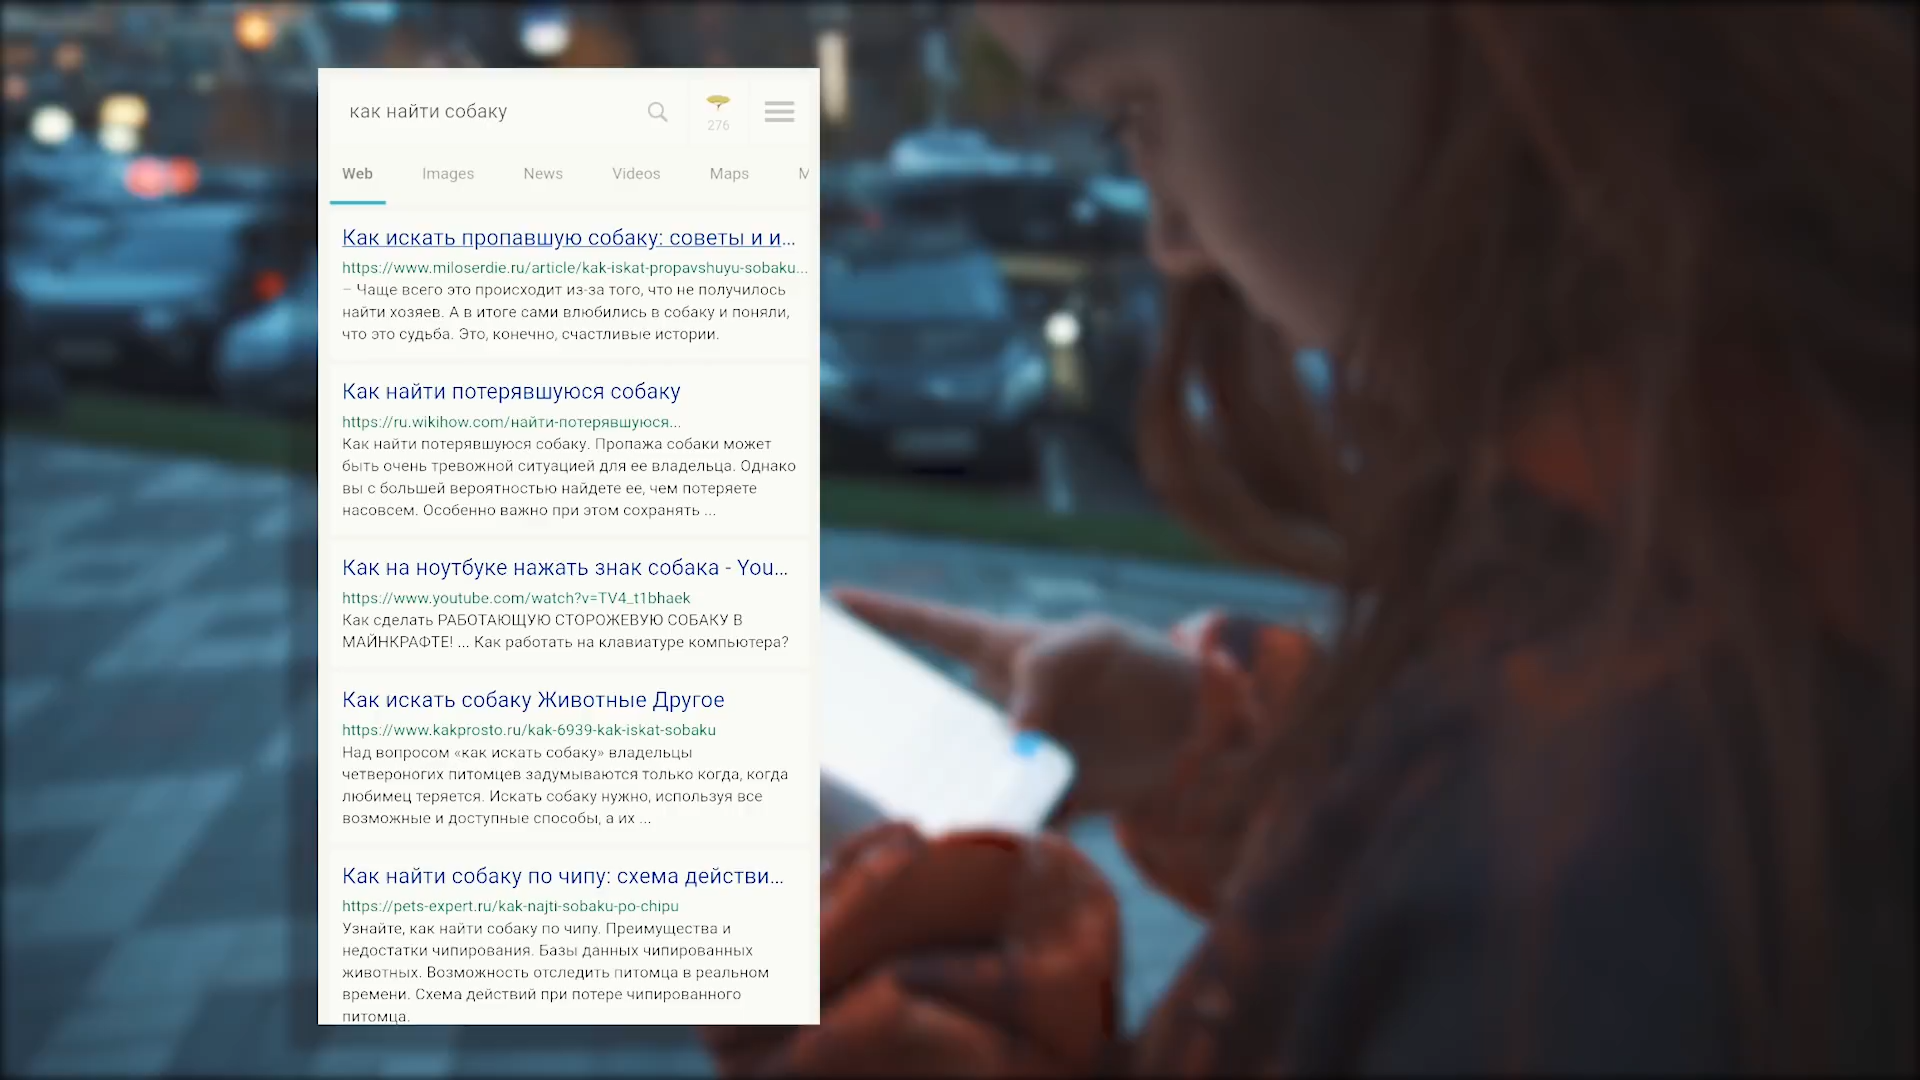 как найти собаку
276
Web Images News Videos Maps M
Как искать пропавшую собаку: советы и и...
https://www.miloserdie.ru/article/kak-iskat-propavshuyu-sobaku...
– Чаще всего это происходит из-за того, что не получилось
найти хозяев. А в итоге сами влюбились в собаку и поняли,
что это судьба. Это, конечно, счастливые истории.
Как найти потерявшуюся собаку
https://ru.wikihow.com/найти-потерявшуюся...
Как найти потерявшуюся собаку. Пропажа собаки может
быть очень тревожной ситуацией для ее владельца. Однако
вы с большей вероятностью найдете ее, чем потеряете
насовсем. Особенно важно при этом сохранять ...
Как на ноутбуке нажать знак собака - You...
https://www.youtube.com/watch?v=TV4_t1bhaek
Как сделать РАБОТАЮЩУЮ СТОРОЖЕВУЮ СОБАКУ В
МАЙНКРАФТЕ! ... Как работать на клавиатуре компьютера?
Как искать собаку Животные Другое
https://www.kakprosto.ru/kak-6939-kak-iskat-sobaku
Над вопросом «как искать собаку» владельцы
четвероногих питомцев задумываются только когда, когда
любимец теряется. Искать собаку нужно, используя все
возможные и доступные способы, а их ...
Как найти собаку по чипу: схема действи...
https://pets-expert.ru/kak-najti-sobaku-po-chipu
Узнайте, как найти собаку по чипу. Преимущества и
недостатки чипирования. Базы данных чипированных
животных. Возможность отследить питомца в реальном
времени. Схема действий при потере чипированного
питомца.